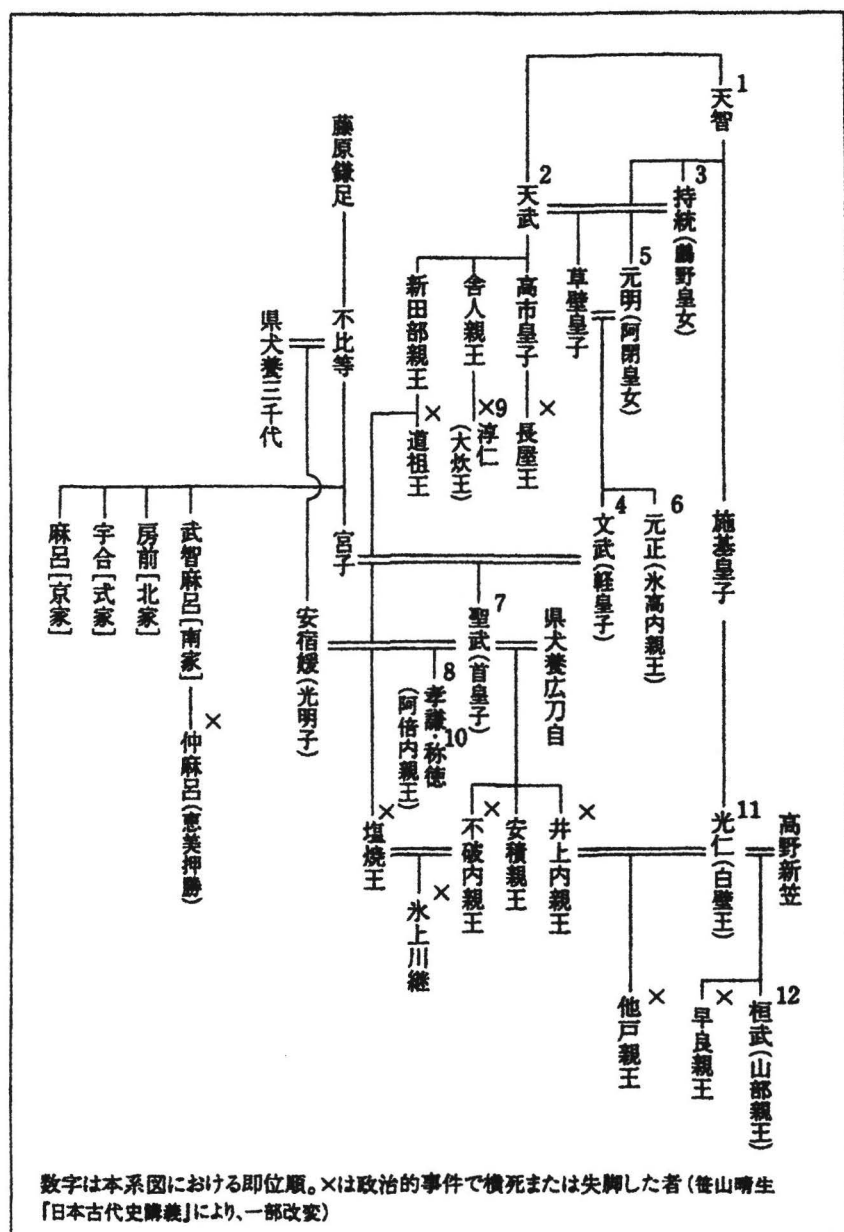 1
天智
藤原鎌足
2
天武
3
持統(鸕野皇女)
5
元明(阿閇皇女)
草壁皇子
高市皇子
舎人親王
新田部親王
不比等
県犬養三千代
×
長屋王
×9
淳仁
(大炊王)
×
道祖王
施基皇子
6
元正(氷高内親王)
4
文武(軽皇子)
宮子
武智麻呂[南家]
房前[北家]
宇合[式家]
麻呂[京家]
県犬養広刀自
7
聖武(首皇子)
8
孝謙・称徳
10
(阿倍内親王)
安宿媛(光明子)
×
仲麻呂(恵美押勝)
高野新笠
11
光仁(白壁王)
×
井上内親王
安積親王
×
不破内親王
×
塩焼王
×
氷上川継
12
桓武(山部親王)
×
早良親王
×
他戸親王
数字は本系図における即位順。×は政治的事件で横死または失脚した者(笹山晴生
『日本古代史講義』により、一部改変)